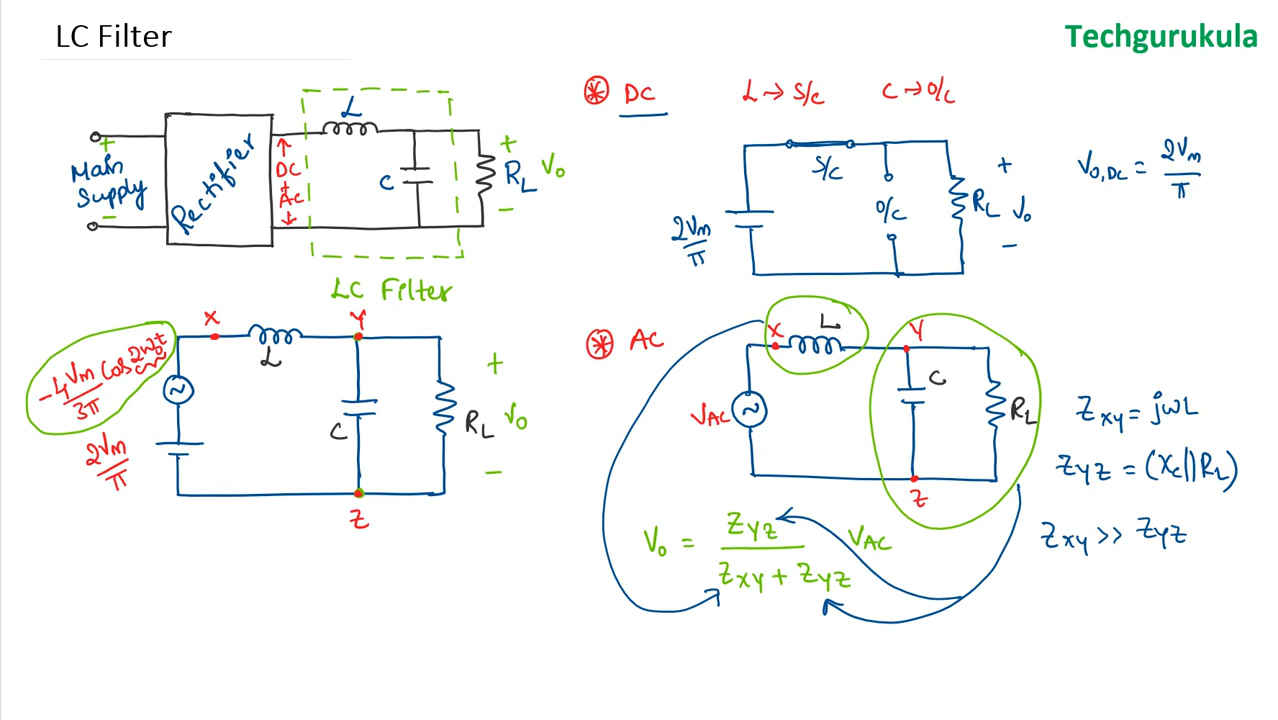 LC Filter
Techgurukula
Main Supply
+
-
Rectifier
DC & AC
L
C
+
RL
Vo
-
LC Filter
* DC
L → S/C
C → O/C
S/C
O/C
2Vm/π
RL
+
Vo
-
Vo,DC = 2Vm/π
-4Vm/3π cos 2ω₀t
2Vm/π
X
L
Y
C
RL
+
Vo
-
Z
* AC
X
L
Y
C
VAC
RL
Z
Zxy = jωL
Zyz = (Xc||RL)
Zxy >> Zyz
Vo = Zyz / Zxy + Zyz VAC